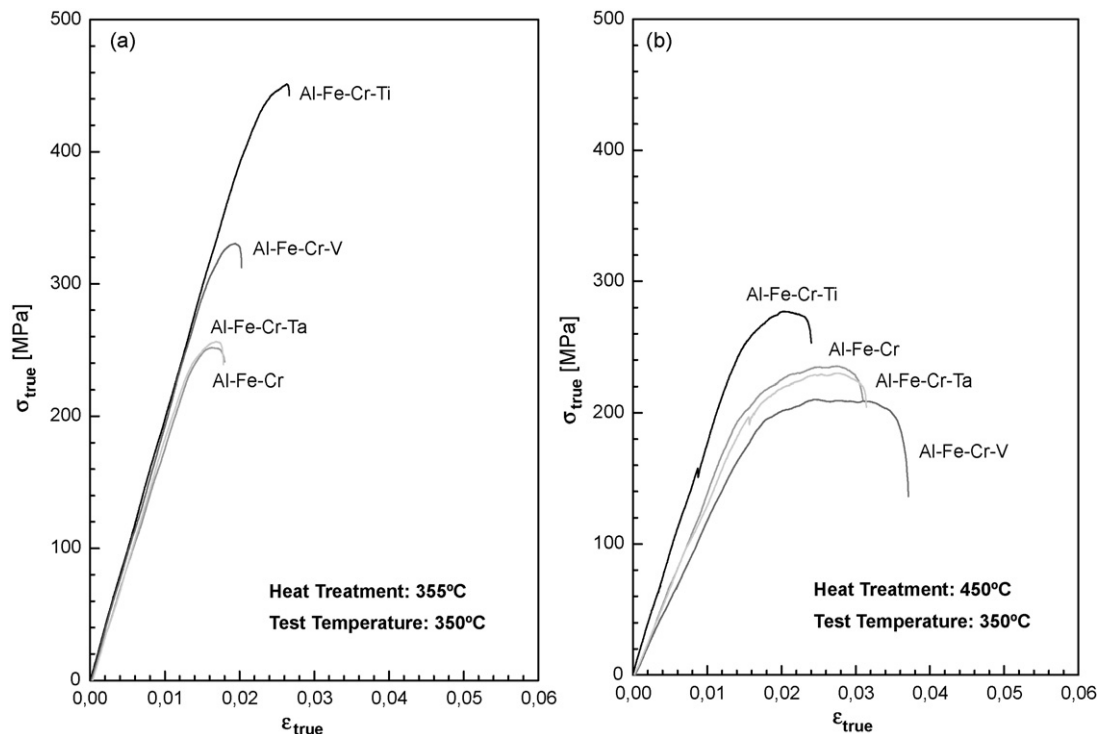 (a)
500
400
300
200
100
0
σtrue [MPa]
Al-Fe-Cr-Ti
Al-Fe-Cr-V
Al-Fe-Cr-Ta
Al-Fe-Cr
Heat Treatment: 355ºC
Test Temperature: 350ºC
0,00 0,01 0,02 0,03 0,04 0,05 0,06
εtrue
(b)
500
400
300
200
100
0
σtrue [MPa]
Al-Fe-Cr-Ti
Al-Fe-Cr
Al-Fe-Cr-Ta
Al-Fe-Cr-V
Heat Treatment: 450ºC
Test Temperature: 350ºC
0,00 0,01 0,02 0,03 0,04 0,05 0,06
εtrue